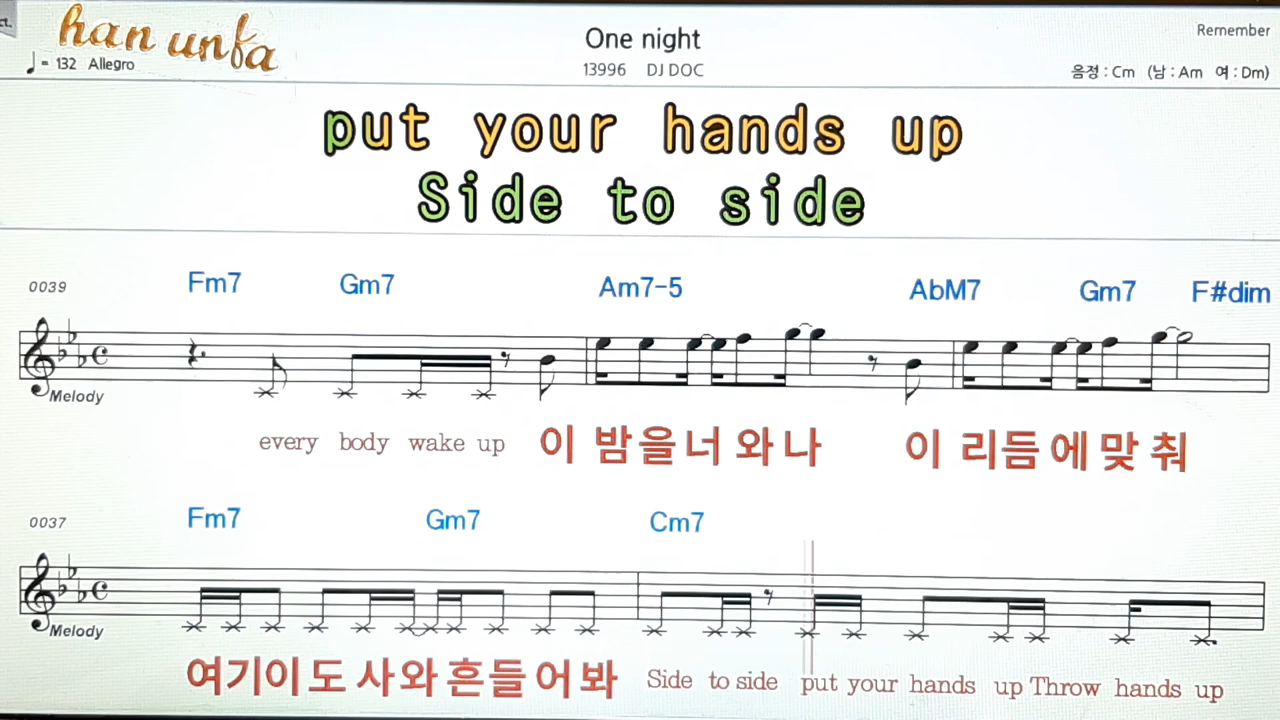 ct.
han unfa
One night
Remember
♩ = 132 Allegro
13996 DJ DOC
음정 : Cm (남 : Am 여 : Dm)
put your hands up
Side to side
0039 Fm7 Gm7 Am7-5 AbM7 Gm7 F#dim
Melody
every body wake up 이 밤을 너 와 나 이 리듬에 맞 춰
0037 Fm7 Gm7 Cm7
Melody
여기이 도 사와 흔들 어 봐 Side to side put your hands up Throw hands up